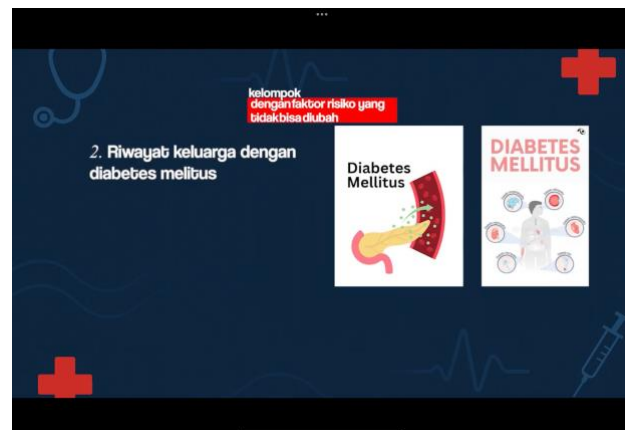 kelompok
dengan faktor risiko yang
tidak bisa diubah
2. Riwayat keluarga dengan
diabetes melitus
Diabetes
Mellitus
DIABETES
MELLITUS